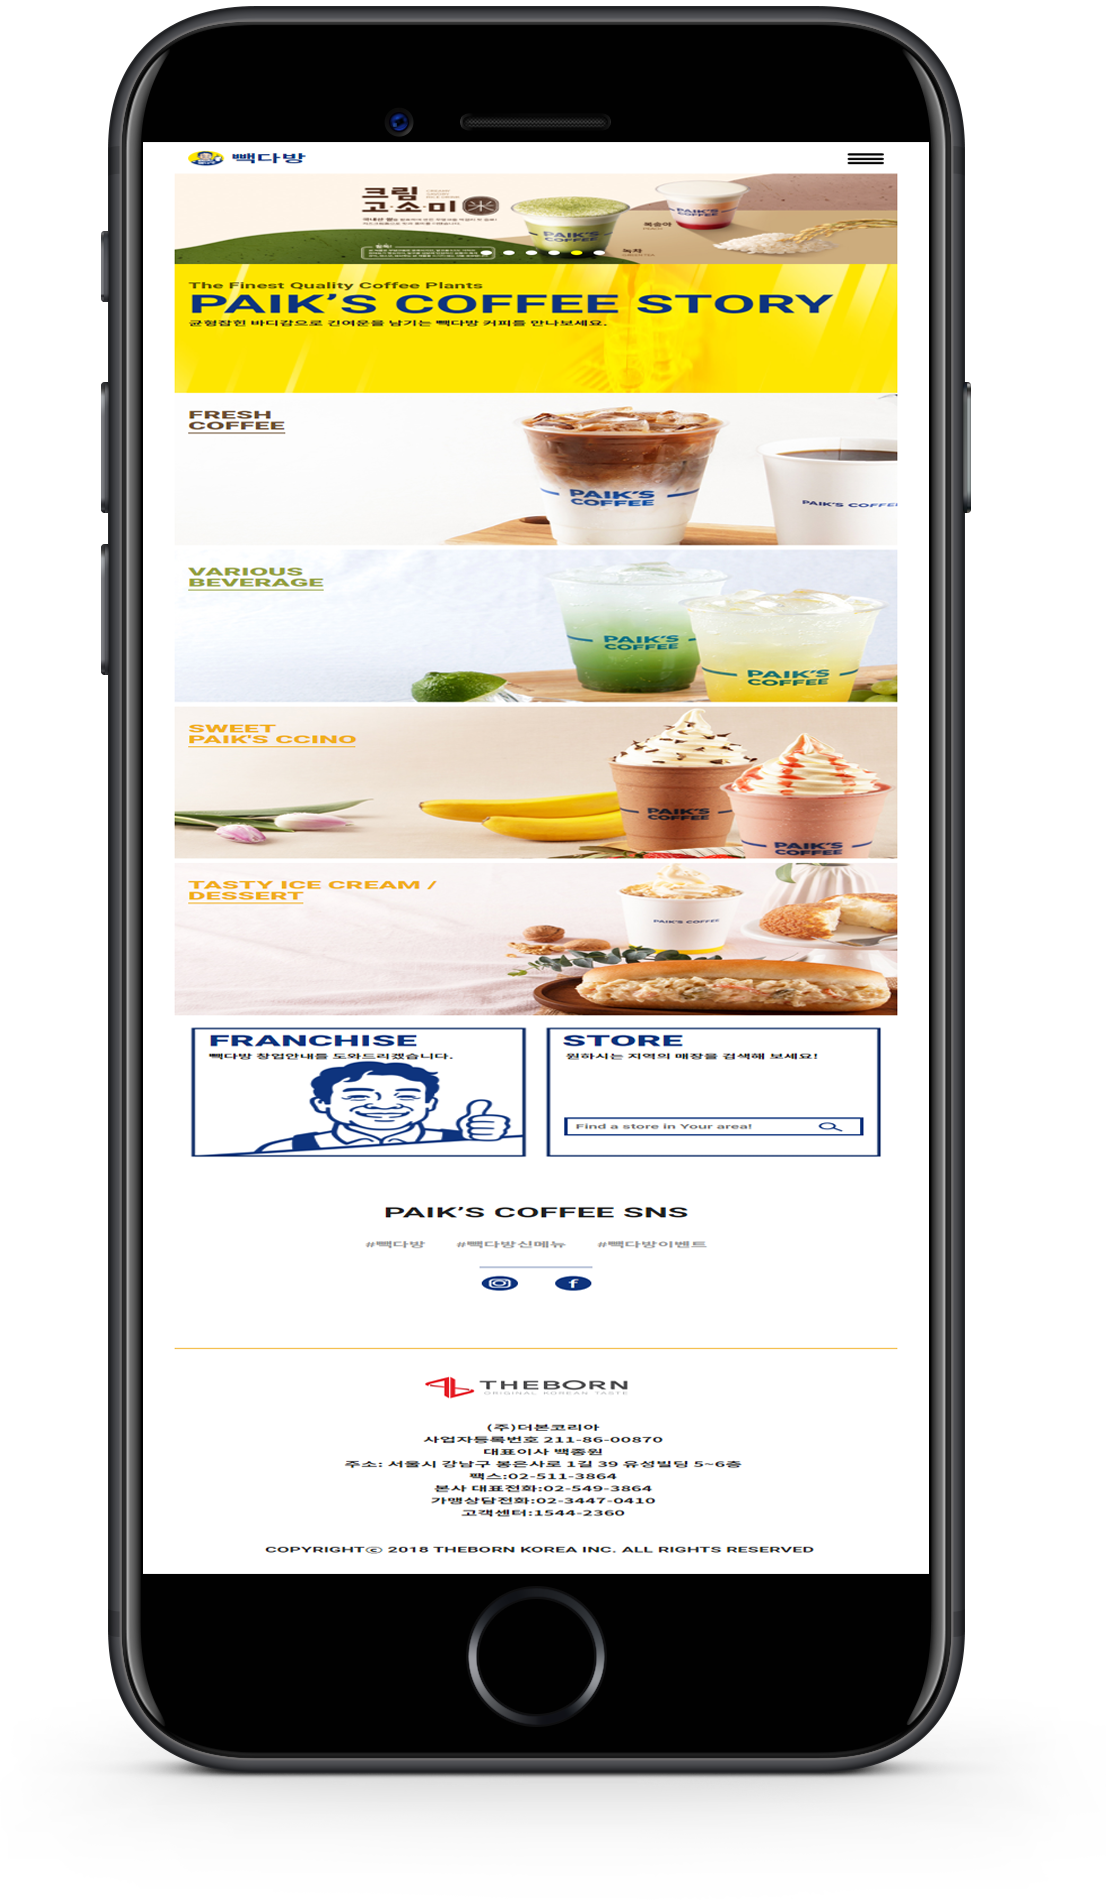 빽다방
크림
고·소·미
복숭아
녹차
PAIK'S
COFFEE
PAIK'S
COFFEE
The Finest Quality Coffee Plants
PAIK'S COFFEE STORY
균형잡힌 바디감으로 긴여운을 남기는 빽다방 커피를 만나보세요.
FRESH
COFFEE
PAIK'S
COFFEE
PAIK'S COFFEE
VARIOUS
BEVERAGE
PAIK'S
COFFEE
PAIK'S
COFFEE
SWEET
PAIK'S CCINO
PAIK'S
COFFEE
PAIK'S
COFFEE
TASTY ICE CREAM /
DESSERT
PAIK'S COFFEE
FRANCHISE
빽다방 창업안내를 도와드리겠습니다.
STORE
원하시는 지역의 매장을 검색해 보세요!
Find a store in Your area!
PAIK'S COFFEE SNS
#빽다방 #빽다방신메뉴 #빽다방이벤트
THEBORN
ORIGINAL KOREAN TASTE
(주)더본코리아
사업자등록번호 211-86-00870
대표이사 백종원
주소: 서울시 강남구 봉은사로 1길 39 유성빌딩 5~6층
팩스:02-511-3864
본사 대표전화:02-549-3864
가맹상담전화:02-3447-0410
고객센터:1544-2360
COPYRIGHTⓒ 2018 THEBORN KOREA INC. ALL RIGHTS RESERVED